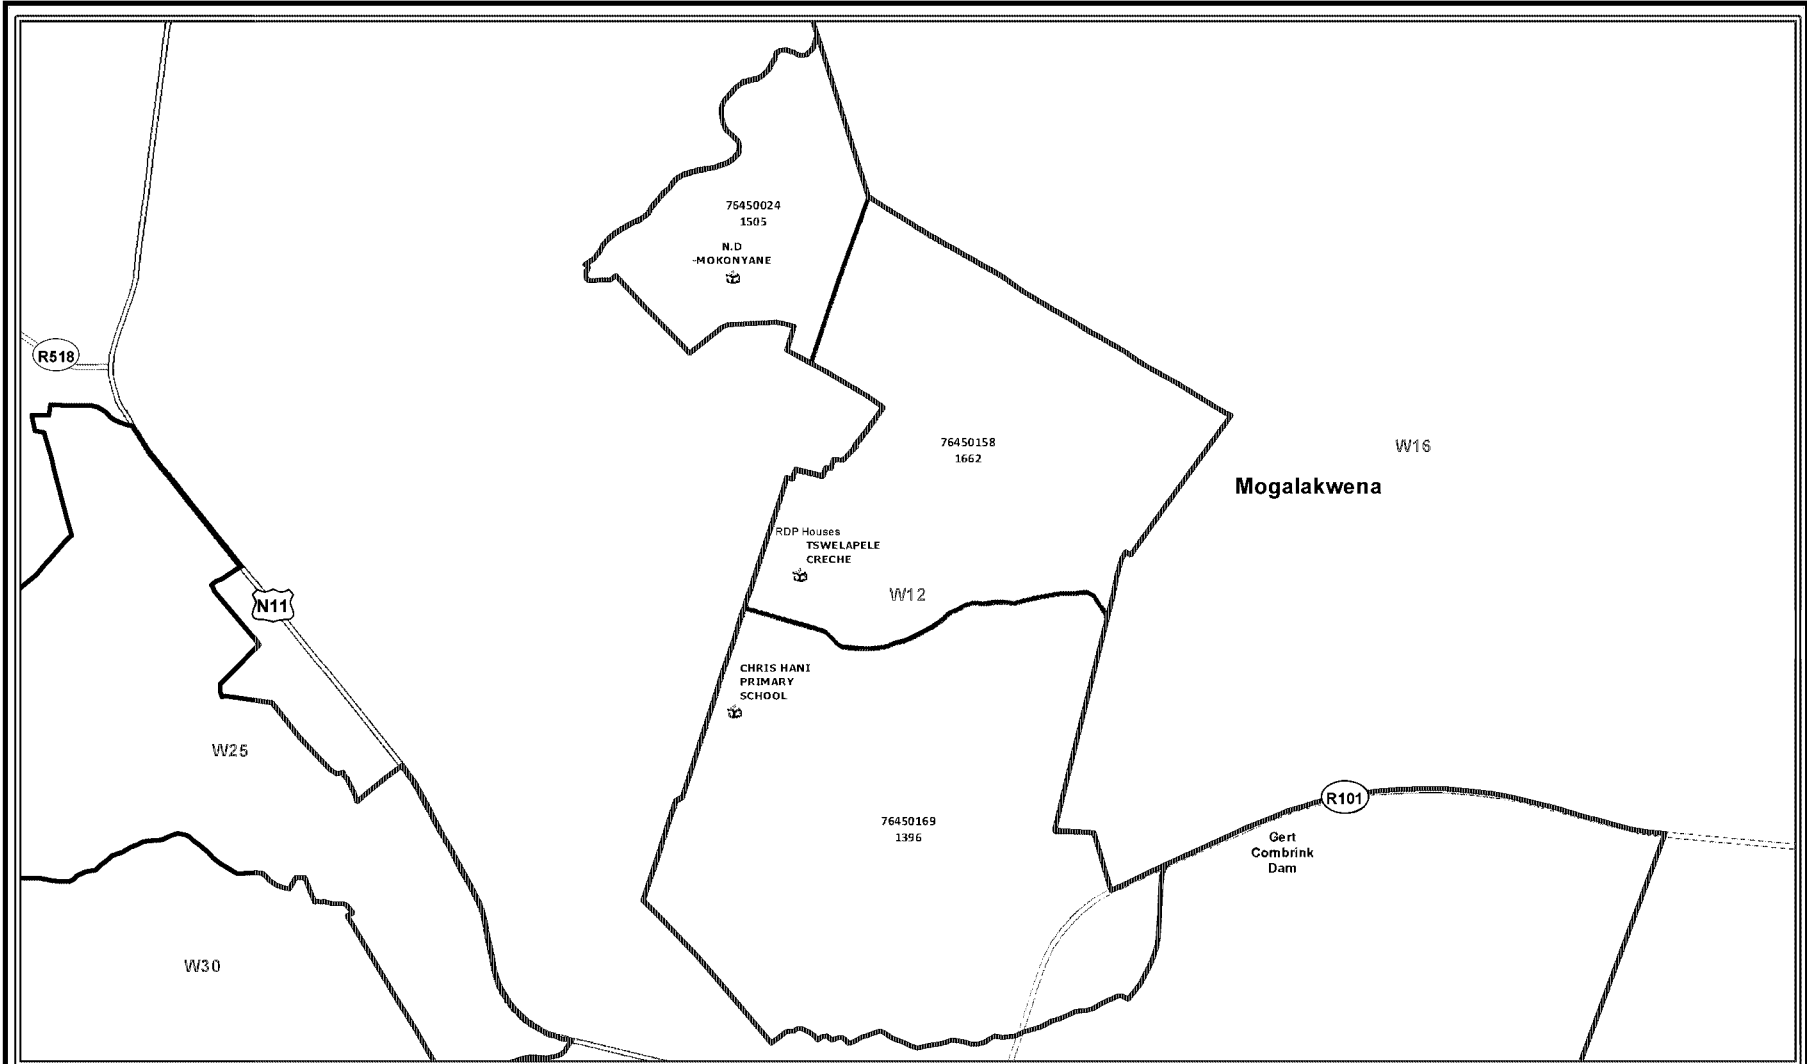 76450024
1505
N.D
-MOKONYANE
R518
76450158
1662
W16
Mogalakwena
RDP Houses
TSWELAPELE
CRECHE
W12
N11
CHRIS HANI
PRIMARY
SCHOOL
W25
R101
76450169
1396
Gert
Combrink
Dam
W30